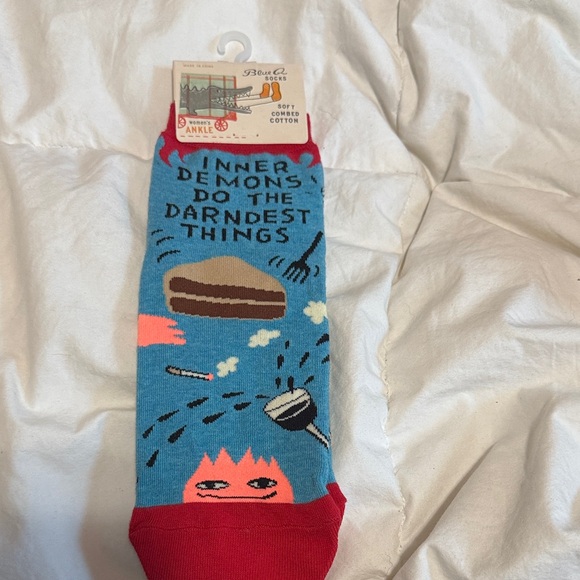 Blue Q
SOCKS
SOFT
COMBED
COTTON
women's
ANKLE
INNER
DEMONS
DO THE
DARNDEST
THINGS